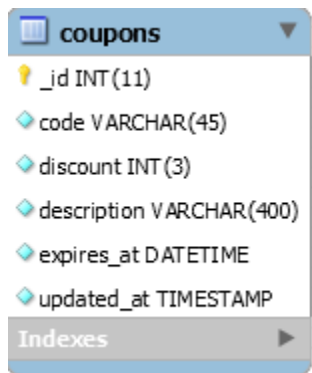 coupons
_id INT(11)
code VARCHAR(45)
discount INT(3)
description VARCHAR(400)
expires_at DATETIME
updated_at TIMESTAMP
Indexes